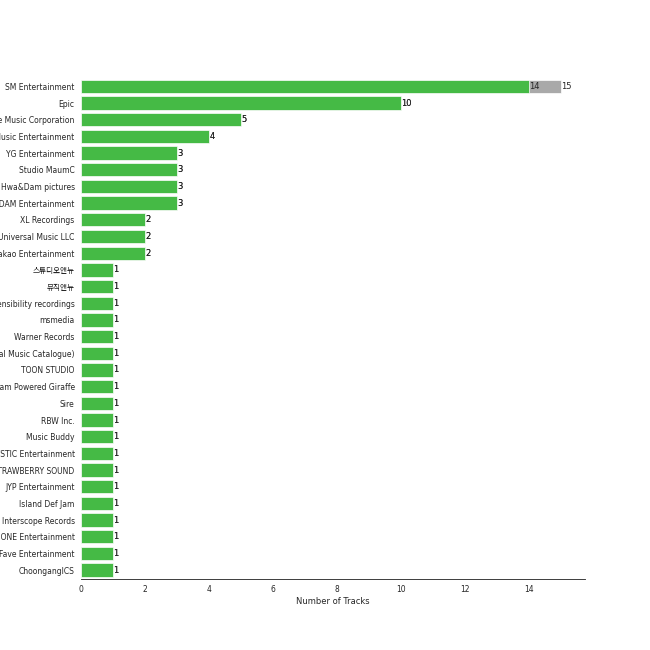 SM Entertainment 14 15
Epic 10
e Music Corporation 5
usic Entertainment 4
YG Entertainment 3
Studio MaumC 3
Hwa&Dam pictures 3
DAM Entertainment 3
XL Recordings 2
Universal Music LLC 2
akao Entertainment 2
스튜디오앤뉴 1
뮤직앤뉴 1
ensibility recordings 1
msmedia 1
Warner Records 1
al Music Catalogue) 1
TOON STUDIO 1
am Powered Giraffe 1
Sire 1
RBW Inc. 1
Music Buddy 1
STIC Entertainment 1
TRAWBERRY SOUND 1
JYP Entertainment 1
Island Def Jam 1
Interscope Records 1
ONE Entertainment 1
Fave Entertainment 1
ChoongangICS 1
0 2 4 6 8 10 12 14
Number of Tracks